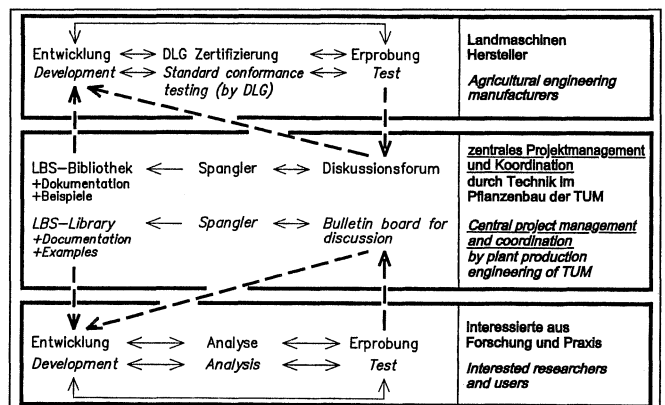 Entwicklung DLG Zertifizierung Erprobung
Development Standard conformance Test
testing (by DLG)
Landmaschinen
Hersteller
Agricultural engineering
manufacturers
LBS-Bibliothek Spangler Diskussionsforum
+Dokumentation
+Beispiele
LBS-Library Spangler Bulletin board for
+Documentation discussion
+Examples
zentrales Projektmanagement
und Koordination
durch Technik im
Pflanzenbau der TUM
Central project management
and coordination
by plant production
engineering of TUM
Entwicklung Analyse Erprobung
Development Analysis Test
Interessierte aus
Forschung und Praxis
Interested researchers
and users